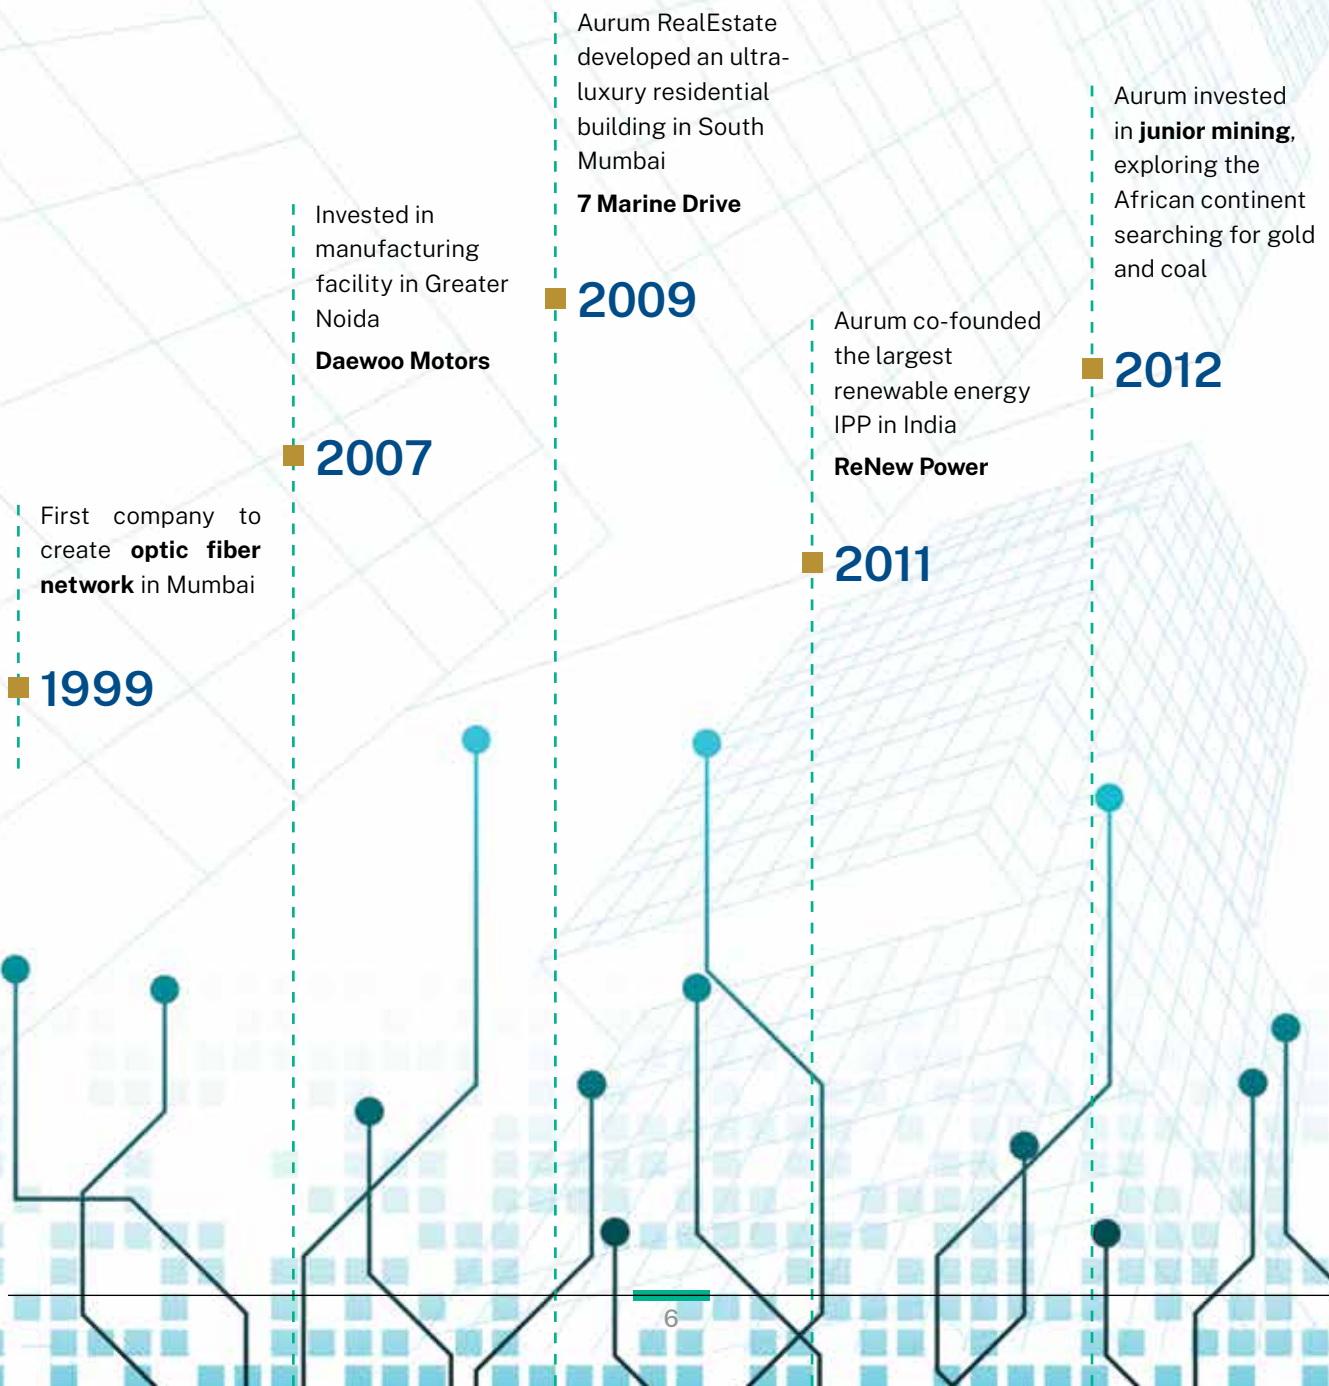 First company to
create optic fiber
network in Mumbai
1999
Invested in
manufacturing
facility in Greater
Noida
Daewoo Motors
2007
Aurum RealEstate
developed an ultra-
luxury residential
building in South
Mumbai
7 Marine Drive
2009
Aurum co-founded
the largest
renewable energy
IPP in India
ReNew Power
2011
Aurum invested
in junior mining,
exploring the
African continent
searching for gold
and coal
2012
6